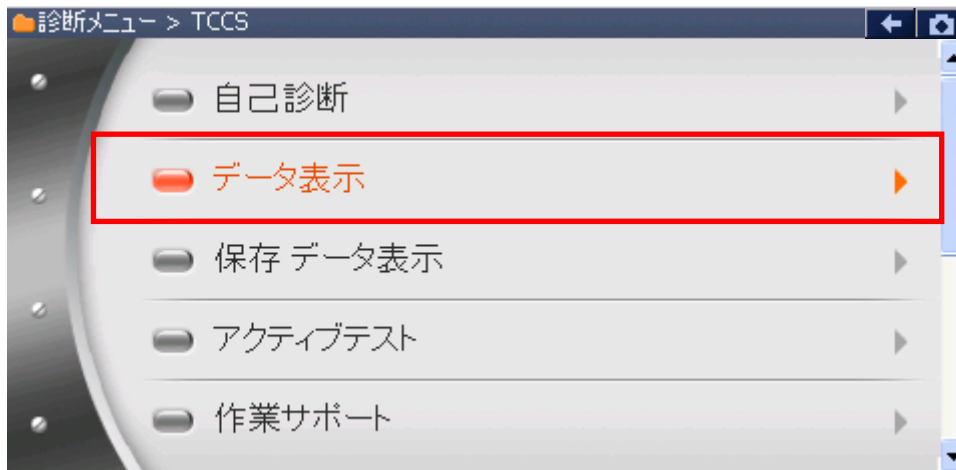 診断メニュー > TCCS
自己診断
データ表示
保存 データ表示
アクティブテスト
作業サポート